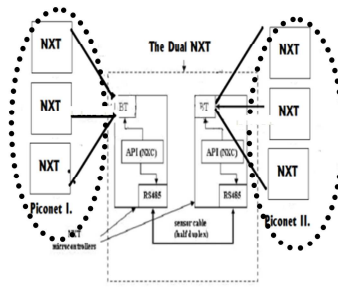 NXT
NXT
NXT
Piconet I.
The Dual NXT
BT
API (NXC)
RS485
BT
API (NXC)
RS485
sensor cable
(half duplex)
NXT
microcontrollers
NXT
NXT
NXT
Piconet II.